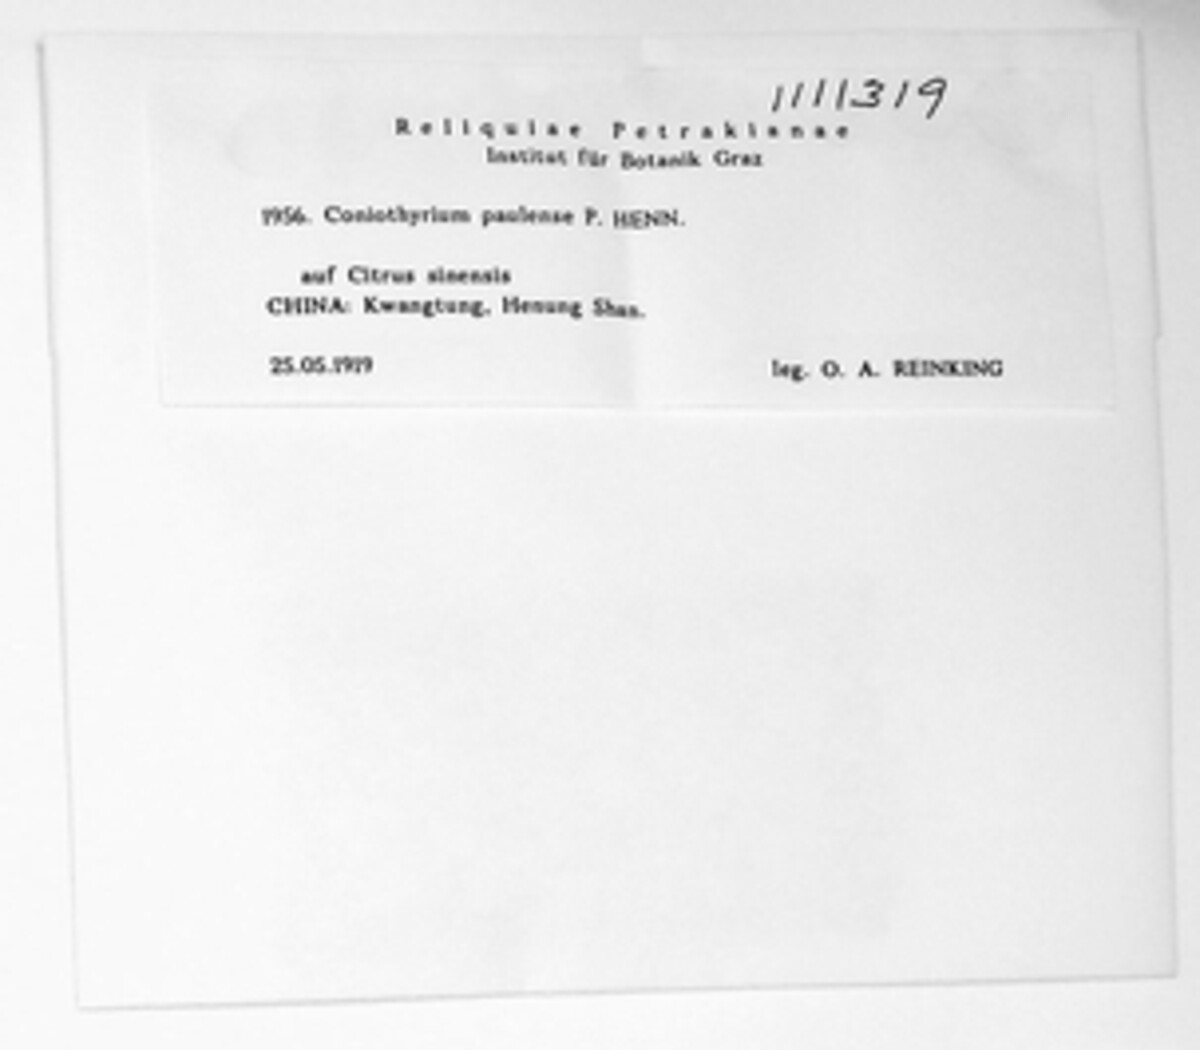 1111319
Reliquiae Petrakianae
Institut für Botanik Graz
1956. Coniothyrium paulense P. HENN.
auf Citrus sinensis
CHINA: Kwangtung, Henung Shan.
25.05.1919
leg. O. A. REINKING